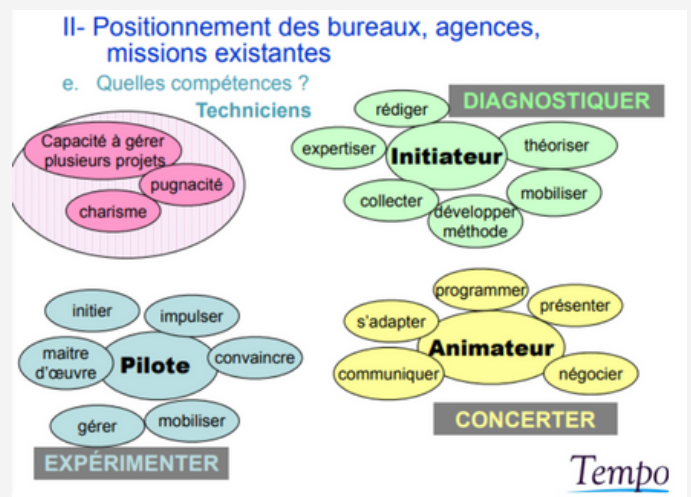 II- Positionnement des bureaux, agences,
missions existantes
e. Quelles compétences ?
Techniciens
Capacité à gérer
plusieurs projets
pugnacité
charisme
DIAGNOSTIQUER
rédiger
expertiser
Initiateur
théoriser
collecter
mobiliser
développer
méthode
initier
impulser
maitre
d'œuvre
Pilote
convaincre
gérer
mobiliser
EXPÉRIMENTER
programmer
présenter
s'adapter
Animateur
communiquer
négocier
CONCERTER
Tempo